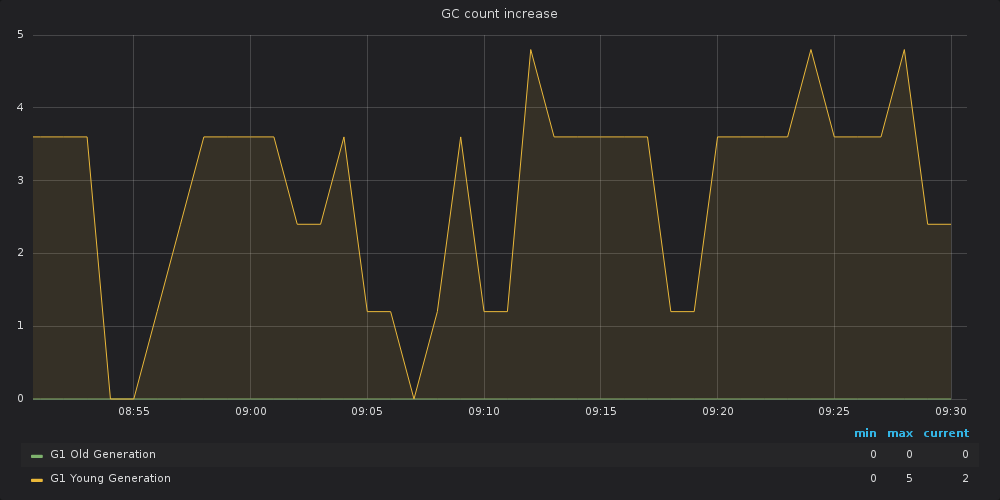 GC count increase
5
4
3
2
1
0
08:55 09:00 09:05 09:10 09:15 09:20 09:25 09:30
min max current
G1 Old Generation 0 0 0
G1 Young Generation 0 5 2